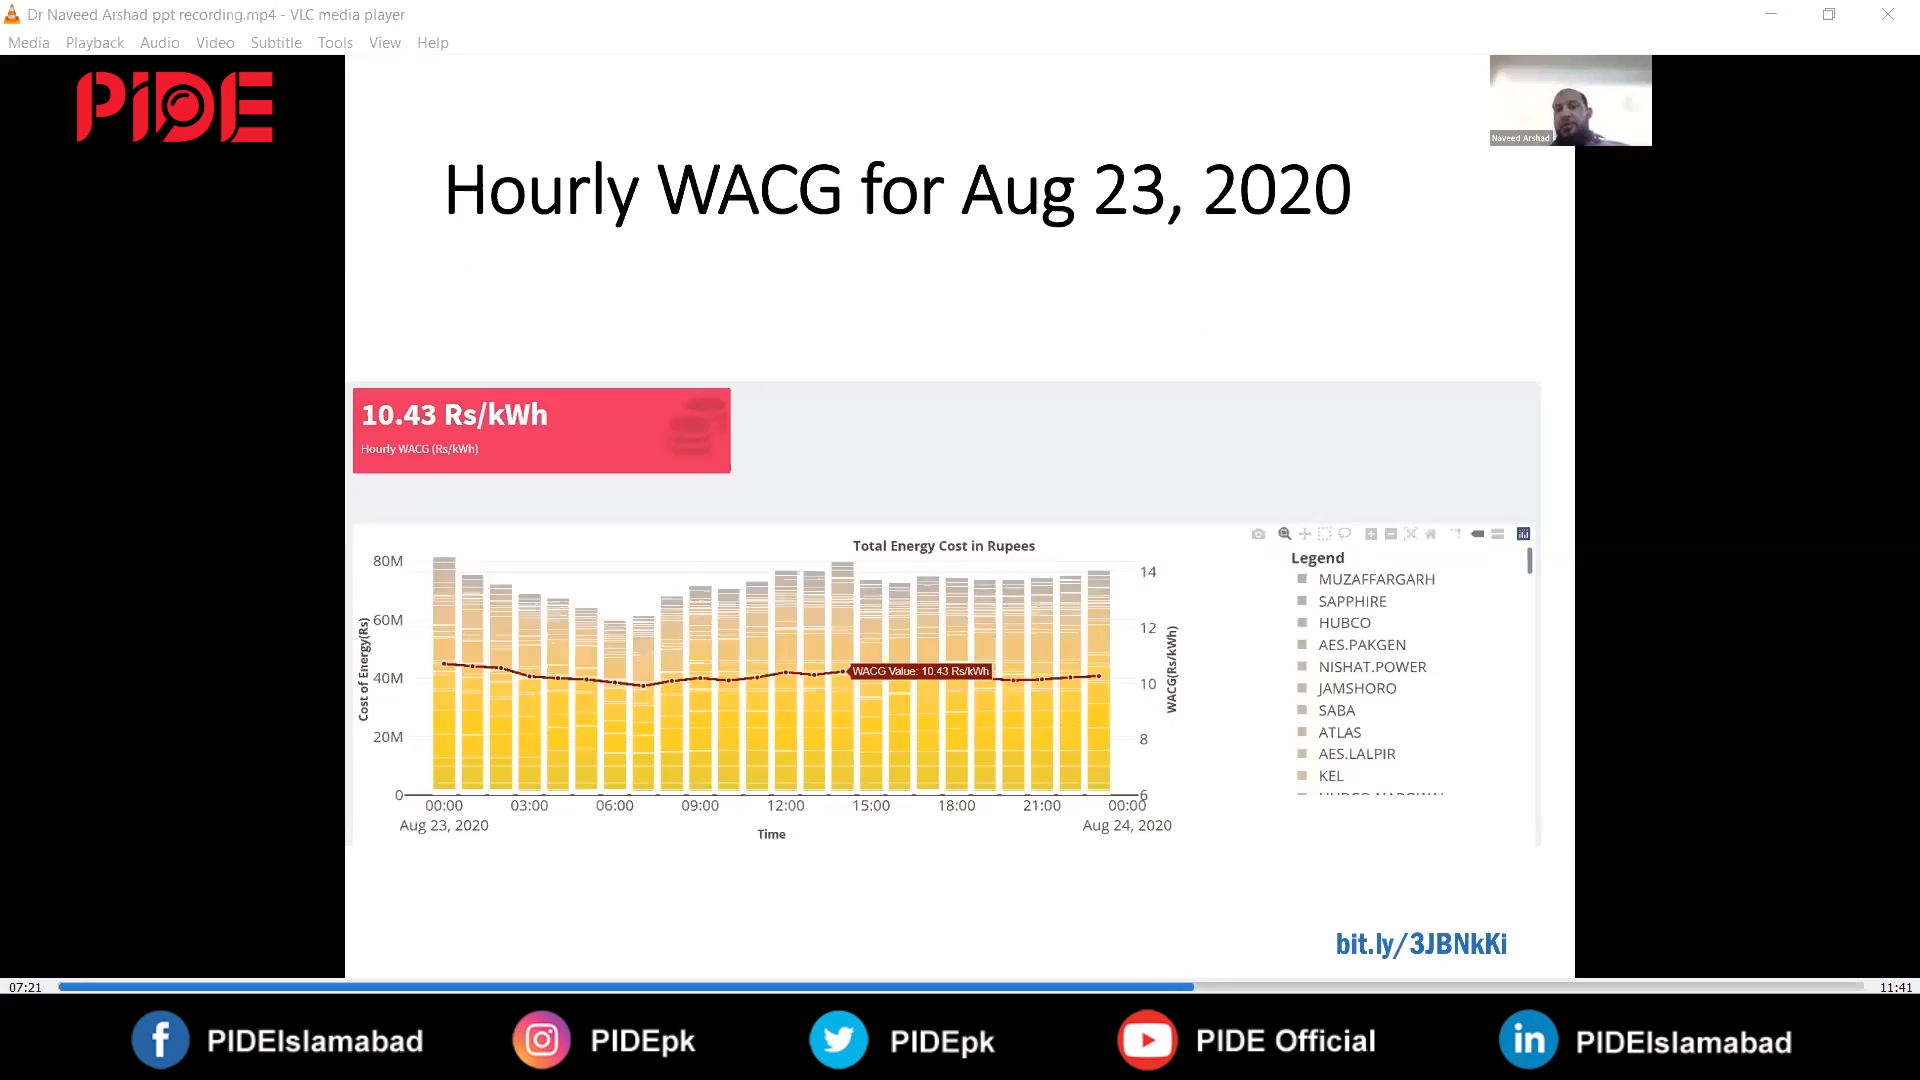 Dr Naveed Arshad ppt recording.mp4 - VLC media player
Media Playback Audio Video Subtitle Tools View Help
PIDE
Naveed Arshad
Hourly WACG for Aug 23, 2020
10.43 Rs/kWh
Hourly WACG (Rs/kWh)
Total Energy Cost in Rupees
Cost of Energy(Rs)
80M
60M
40M
20M
0
WACG Value: 10.43 Rs/kWh
14
12
10
8
6
WACG(Rs/kWh)
00:00 03:00 06:00 09:00 12:00 15:00 18:00 21:00 00:00
Aug 23, 2020 Aug 24, 2020
Time
Legend
MUZAFFARGARH
SAPPHIRE
HUBCO
AES.PAKGEN
NISHAT.POWER
JAMSHORO
SABA
ATLAS
AES.LALPIR
KEL
bit.ly/3JBNkKi
07:21 11:41
PIDEIslamabad PIDEpk PIDEpk PIDE Official PIDEIslamabad